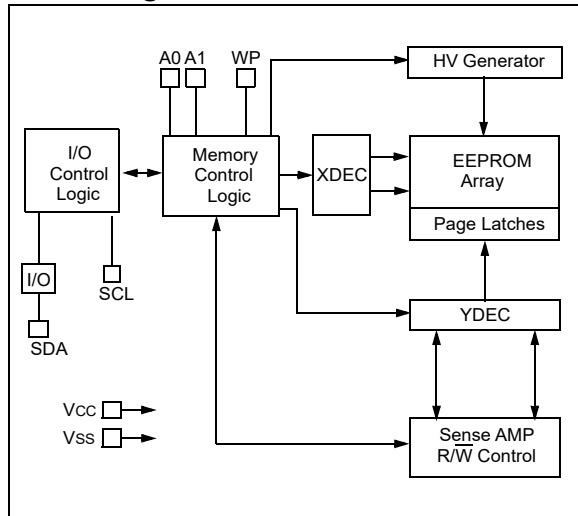 A0 A1 WP
HV Generator
I/O
Control
Logic
Memory
Control
Logic
XDEC
EEPROM
Array
Page Latches
I/O
SCL
SDA
YDEC
VCC
VSS
Sense AMP
R/W̅ Control